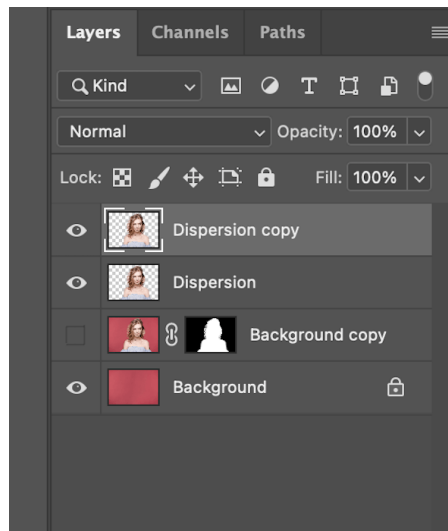 Layers Channels Paths
Kind
Normal Opacity: 100%
Lock: Fill: 100%
Dispersion copy
Dispersion
Background copy
Background